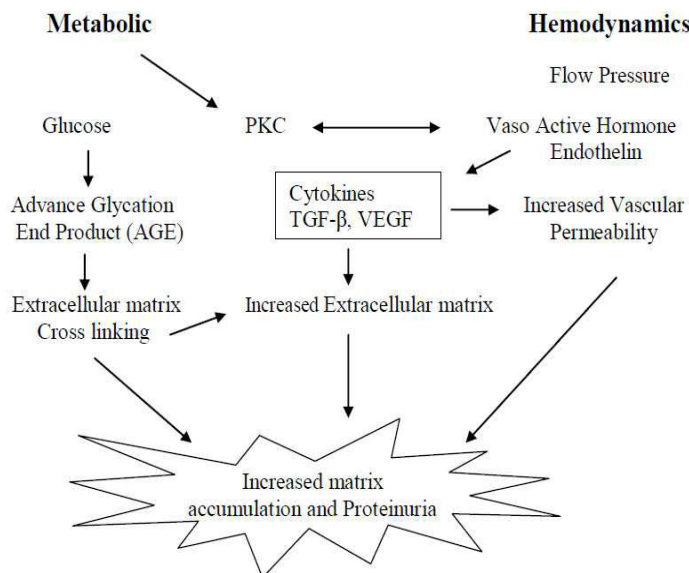 Metabolic
Hemodynamics
Flow Pressure
Glucose
PKC
Vaso Active Hormone
Endothelin
Cytokines
TGF-β, VEGF
Advance Glycation
End Product (AGE)
Increased Vascular
Permeability
Extracellular matrix
Cross linking
Increased Extracellular matrix
Increased matrix
accumulation and Proteinuria